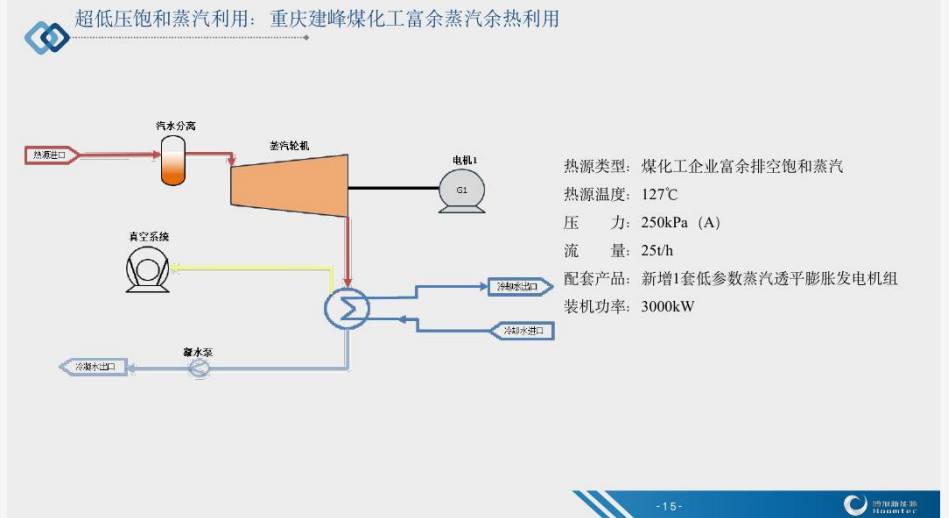 超低压饱和蒸汽利用：重庆建峰煤化工富余蒸汽余热利用
汽水分离
热源进口
蒸汽轮机
电机1
G1
真空系统
冷却水出口
冷却水进口
凝水泵
冷凝水出口
热源类型：煤化工企业富余排空饱和蒸汽
热源温度：127℃
压　　力：250kPa（A）
流　　量：25t/h
配套产品：新增1套低参数蒸汽透平膨胀发电机组
装机功率：3000kW
-15-